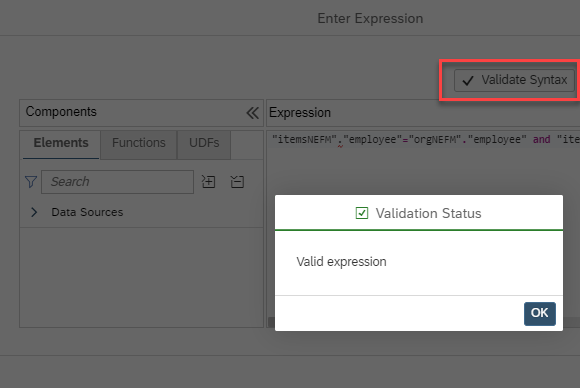 Enter Expression
Validate Syntax
Components
Expression
Elements Functions UDFs
"itemsNEFM"."employee"="orgNEFM"."employee" and "ite
Search
Data Sources
Validation Status
Valid expression
OK